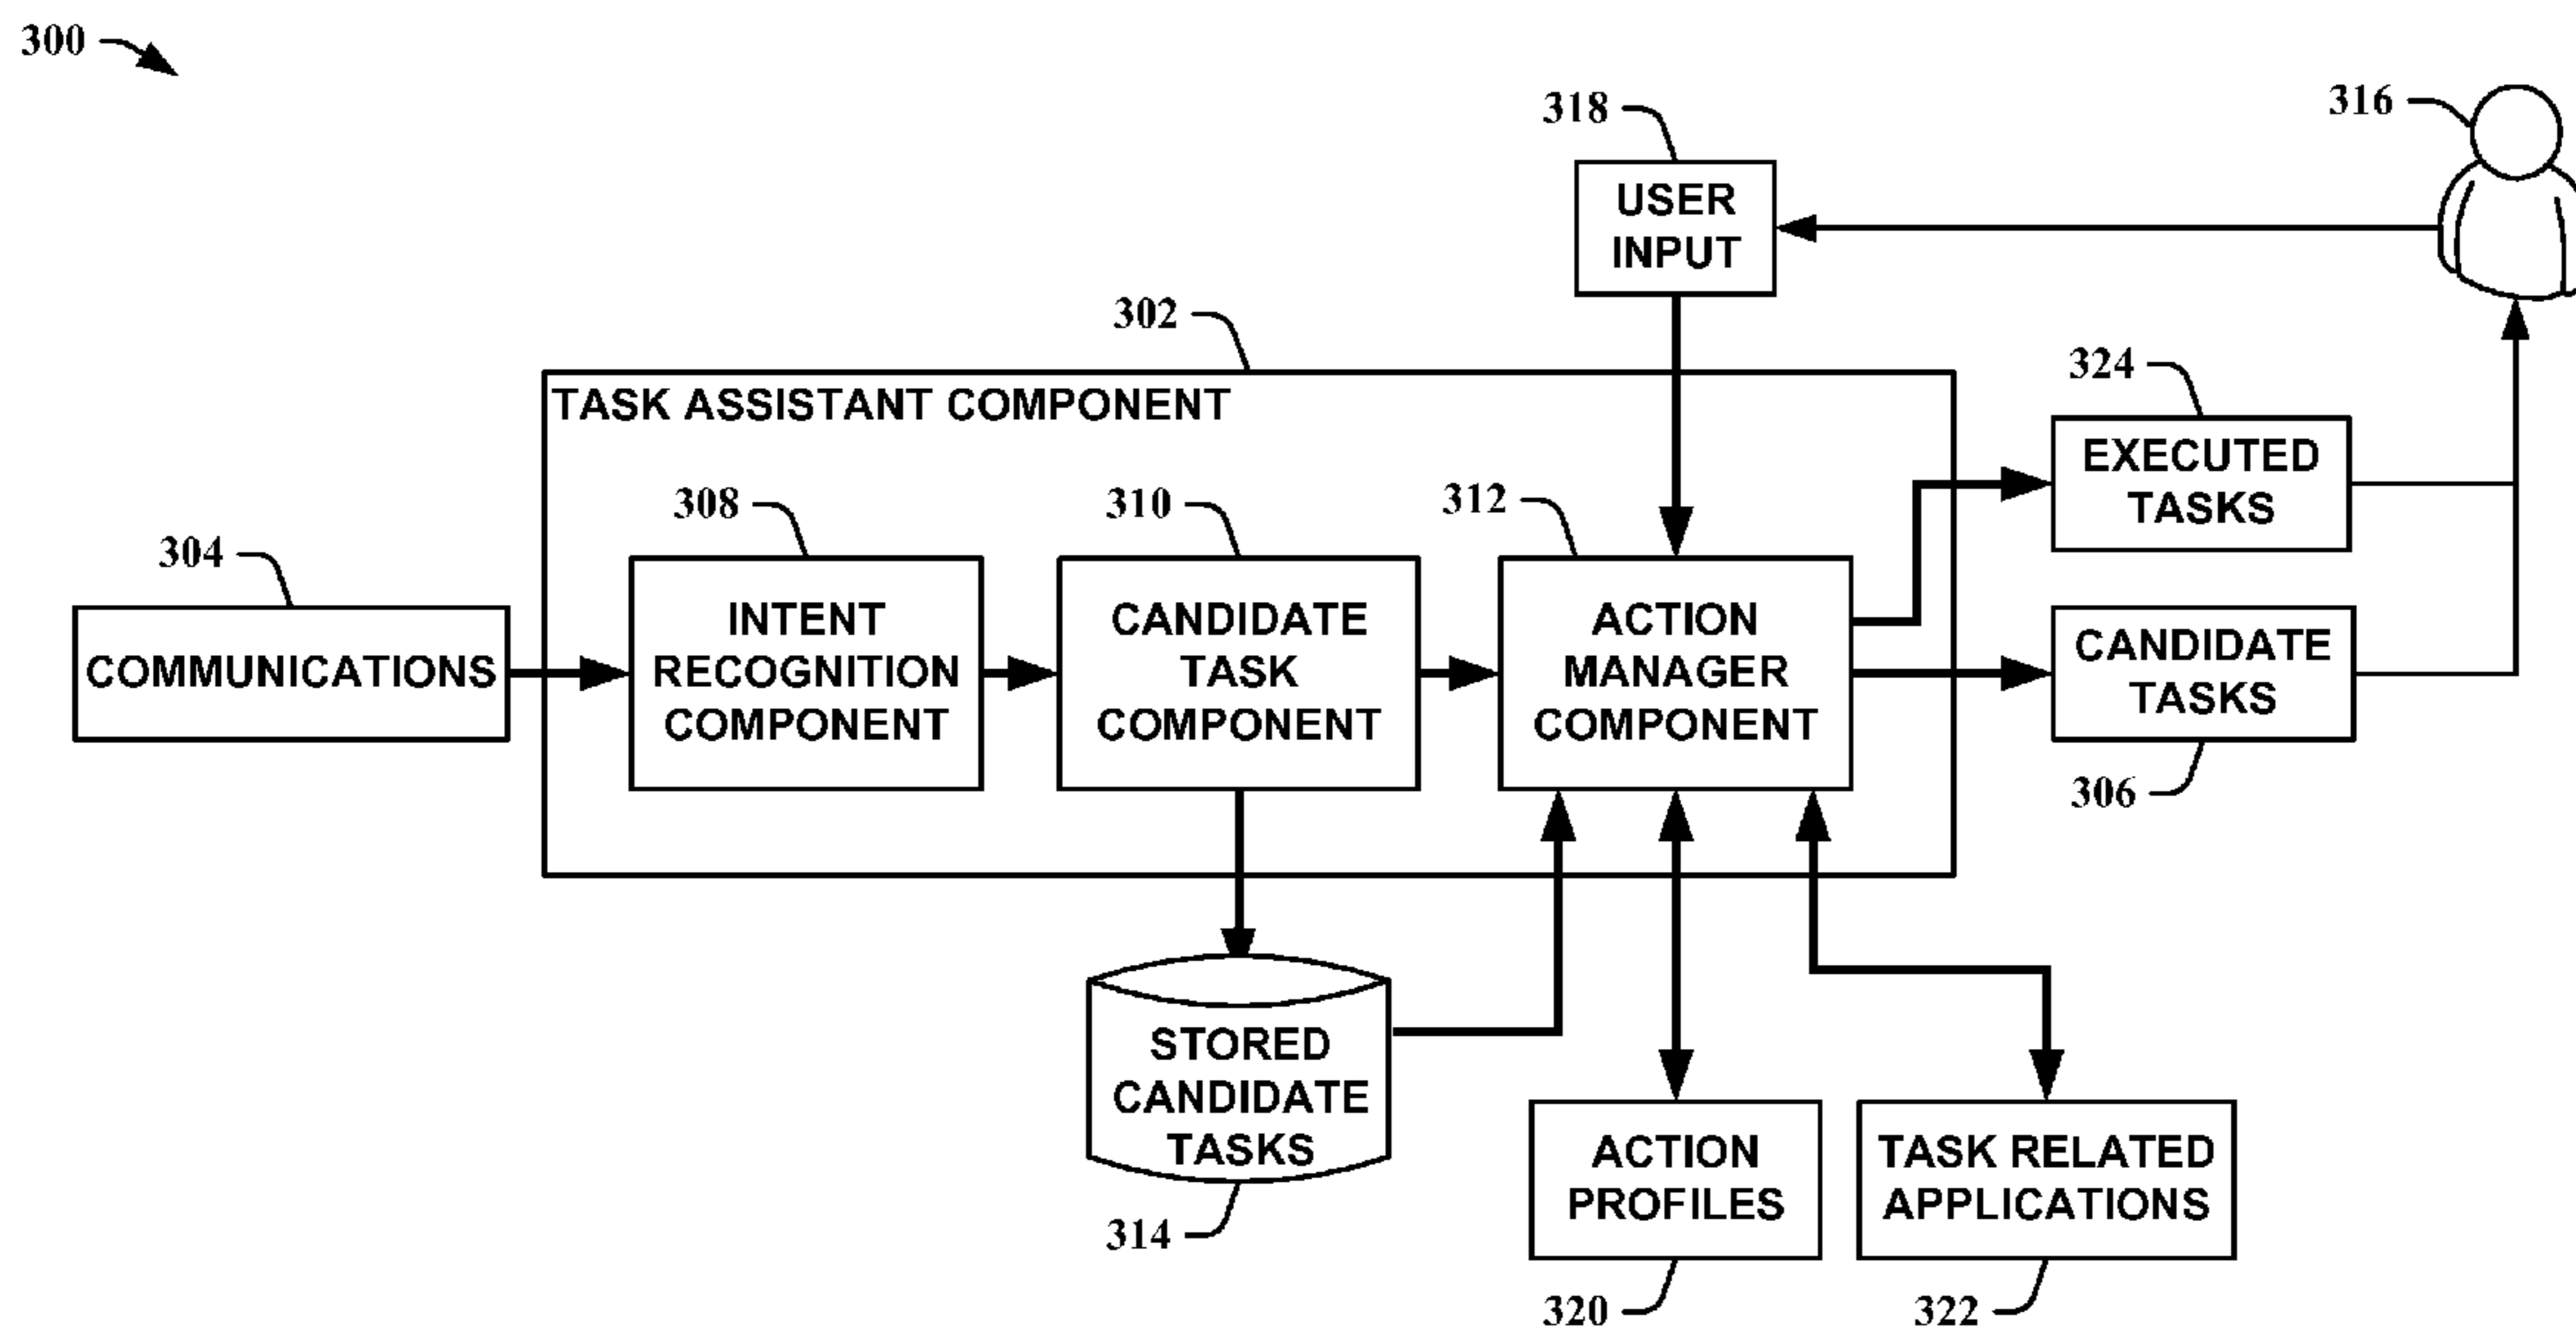 300
318
316
USER
INPUT
302
324
TASK ASSISTANT COMPONENT
EXECUTED
TASKS
308
310
312
304
INTENT
RECOGNITION
COMPONENT
CANDIDATE
TASK
COMPONENT
ACTION
MANAGER
COMPONENT
CANDIDATE
TASKS
COMMUNICATIONS
306
STORED
CANDIDATE
TASKS
ACTION
PROFILES
TASK RELATED
APPLICATIONS
314
320
322